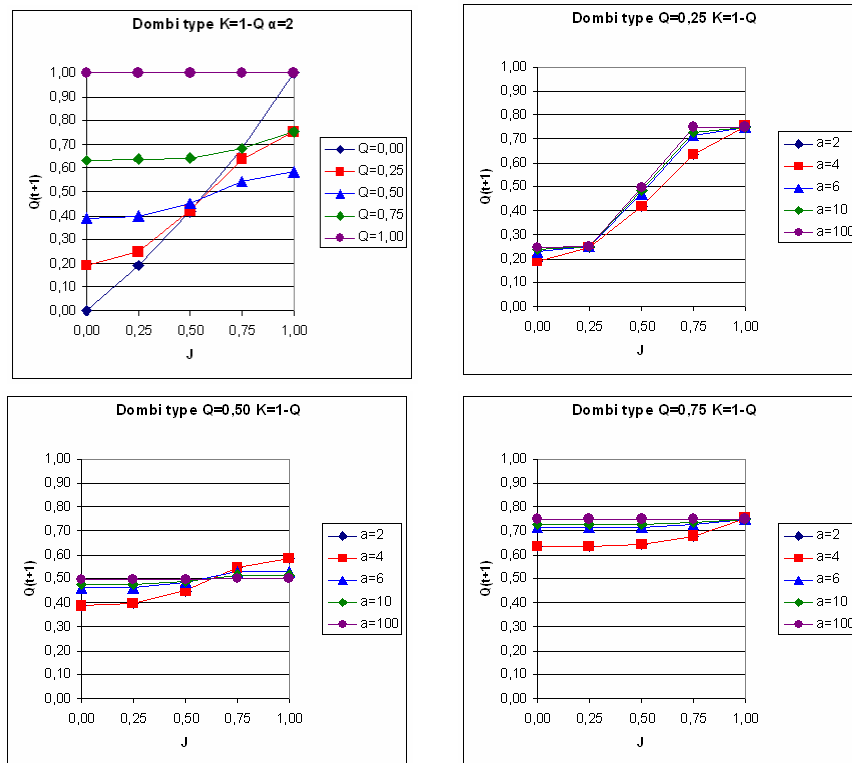 Dombi type K=1-Q α=2
1,00
0,90
0,80
0,70
0,60
0,50
0,40
0,30
0,20
0,10
0,00
Q(t+1)
0,00 0,25 0,50 0,75 1,00
J
Q=0,00
Q=0,25
Q=0,50
Q=0,75
Q=1,00
Dombi type Q=0,25 K=1-Q
1,00
0,90
0,80
0,70
0,60
0,50
0,40
0,30
0,20
0,10
0,00
Q(t+1)
0,00 0,25 0,50 0,75 1,00
J
a=2
a=4
a=6
a=10
a=100
Dombi type Q=0,50 K=1-Q
1,00
0,90
0,80
0,70
0,60
0,50
0,40
0,30
0,20
0,10
0,00
Q(t+1)
0,00 0,25 0,50 0,75 1,00
J
a=2
a=4
a=6
a=10
a=100
Dombi type Q=0,75 K=1-Q
1,00
0,90
0,80
0,70
0,60
0,50
0,40
0,30
0,20
0,10
0,00
Q(t+1)
0,00 0,25 0,50 0,75 1,00
J
a=2
a=4
a=6
a=10
a=100